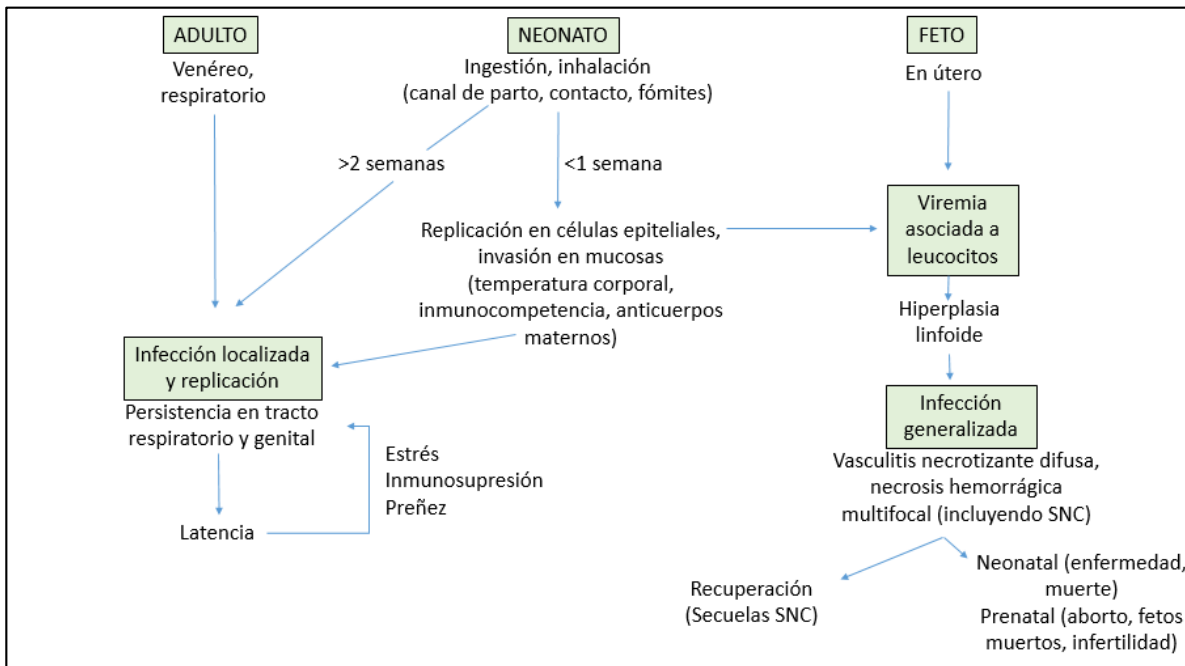 ADULTO
Venéreo,
respiratorio
NEONATO
Ingestión, inhalación
(canal de parto, contacto, fómites)
FETO
En útero
>2 semanas
<1 semana
Replicación en células epiteliales,
invasión en mucosas
(temperatura corporal,
inmunocompetencia, anticuerpos
maternos)
Viremia
asociada a
leucocitos
Hiperplasia
linfoide
Infección localizada
y replicación
Persistencia en tracto
respiratorio y genital
Estrés
Inmunosupresión
Preñez
Latencia
Infección
generalizada
Vasculitis necrotizante difusa,
necrosis hemorrágica
multifocal (incluyendo SNC)
Recuperación
(Secuelas SNC)
Neonatal (enfermedad,
muerte)
Prenatal (aborto, fetos
muertos, infertilidad)